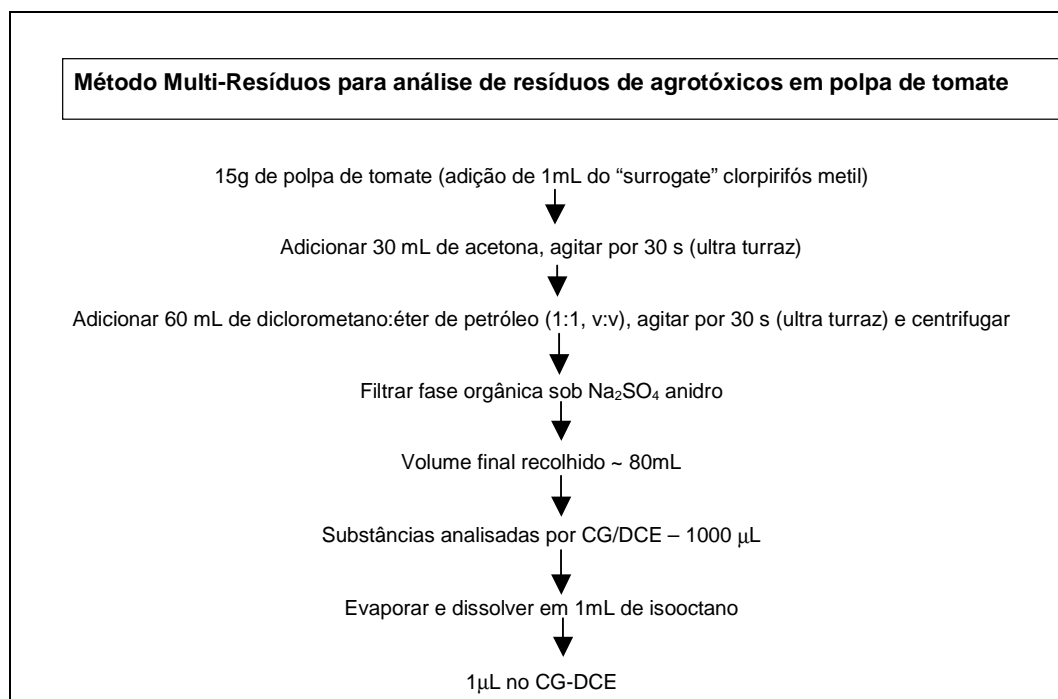 Método Multi-Resíduos para análise de resíduos de agrotóxicos em polpa de tomate
15g de polpa de tomate (adição de 1mL do “surrogate” clorpirifós metil)
Adicionar 30 mL de acetona, agitar por 30 s (ultra turraz)
Adicionar 60 mL de diclorometano:éter de petróleo (1:1, v:v), agitar por 30 s (ultra turraz) e centrifugar
Filtrar fase orgânica sob Na₂SO₄ anidro
Volume final recolhido ~ 80mL
Substâncias analisadas por CG/DCE – 1000 μL
Evaporar e dissolver em 1mL de isooctano
1μL no CG-DCE